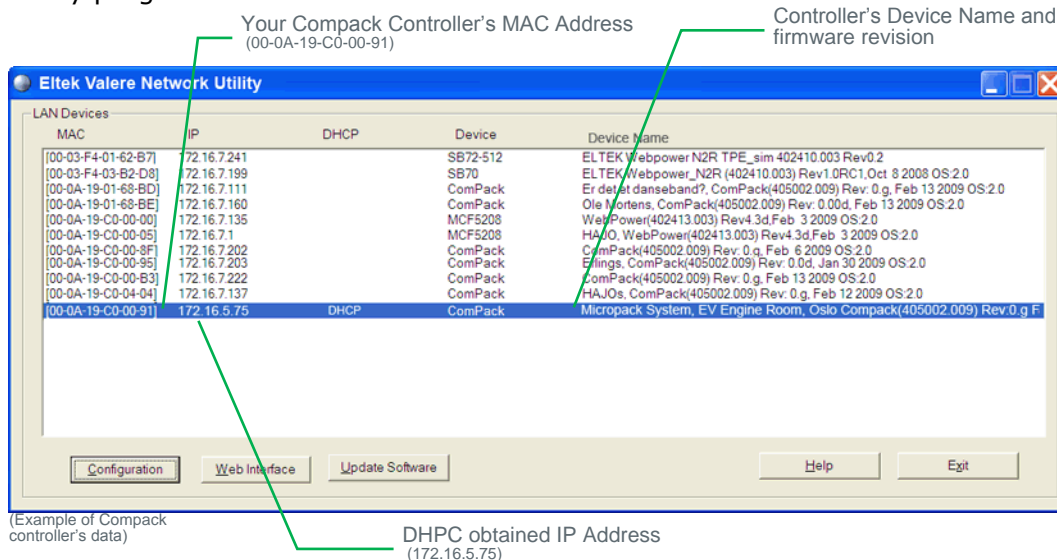 Your Compack Controller's MAC Address
(00-0A-19-C0-00-91)
Controller's Device Name and
firmware revision
Eltek Valere Network Utility
LAN Devices
MAC IP DHCP Device Device Name
[00-03-F4-01-62-B7] 172.16.7.241 SB72-512 ELTEK Webpower N2R TPE_sim 402410.003 Rev0.2
[00-03-F4-03-B2-D8] 172.16.7.199 SB70 ELTEK Webpower_N2R (402410.003) Rev1.0RC1,Oct 8 2008 OS:2.0
[00-0A-19-01-68-BD] 172.16.7.111 ComPack Er det et danseband?, ComPack(405002.009) Rev: 0.g, Feb 13 2009 OS:2.0
[00-0A-19-01-68-BE] 172.16.7.160 ComPack Ole Mortens, ComPack(405002.009) Rev: 0.00d, Feb 13 2009 OS:2.0
[00-0A-19-C0-00-00] 172.16.7.135 MCF5208 WebPower(402413.003) Rev4.3d,Feb 3 2009 OS:2.0
[00-0A-19-C0-00-05] 172.16.7.1 MCF5208 HAJO, WebPower(402413.003) Rev4.3d,Feb 3 2009 OS:2.0
[00-0A-19-C0-00-8F] 172.16.7.202 ComPack ComPack(405002.009) Rev: 0.g, Feb 6 2009 OS:2.0
[00-0A-19-C0-00-95] 172.16.7.203 ComPack Erlings, ComPack(405002.009) Rev: 0.0d, Jan 30 2009 OS:2.0
[00-0A-19-C0-00-B3] 172.16.7.222 ComPack ComPack(405002.009) Rev: 0.g, Feb 13 2009 OS:2.0
[00-0A-19-C0-04-04] 172.16.7.137 ComPack HAJOs, ComPack(405002.009) Rev: 0.g, Feb 12 2009 OS:2.0
[00-0A-19-C0-00-91] 172.16.5.75 DHCP ComPack Micropack System, EV Engine Room, Oslo Compack(405002.009) Rev:0.g F
Configuration Web Interface Update Software Help Exit
(Example of Compack
controller's data)
DHPC obtained IP Address
(172.16.5.75)